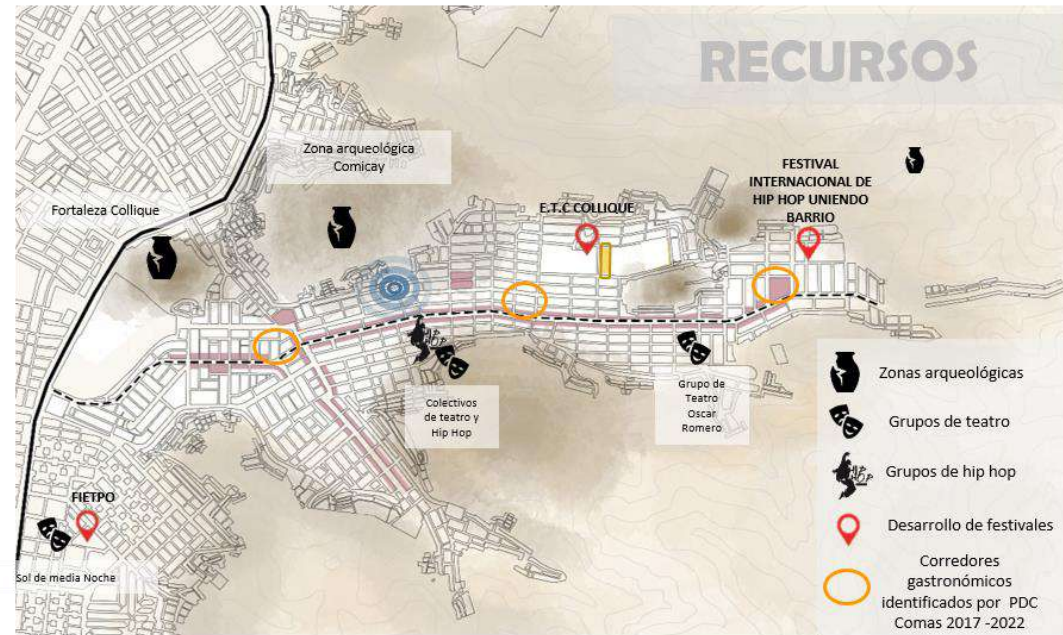 RECURSOS
Zona arqueológica
Comicay
Fortaleza Collique
E.T.C COLLIQUE
FESTIVAL
INTERNACIONAL DE
HIP HOP UNIENDO
BARRIO
Colectivos
de teatro y
Hip Hop
Grupo de
Teatro
Oscar
Romero
FIETPO
Sol de media Noche
Zonas arqueológicas
Grupos de teatro
Grupos de hip hop
Desarrollo de festivales
Corredores
gastronómicos
identificados por PDC
Comas 2017 -2022